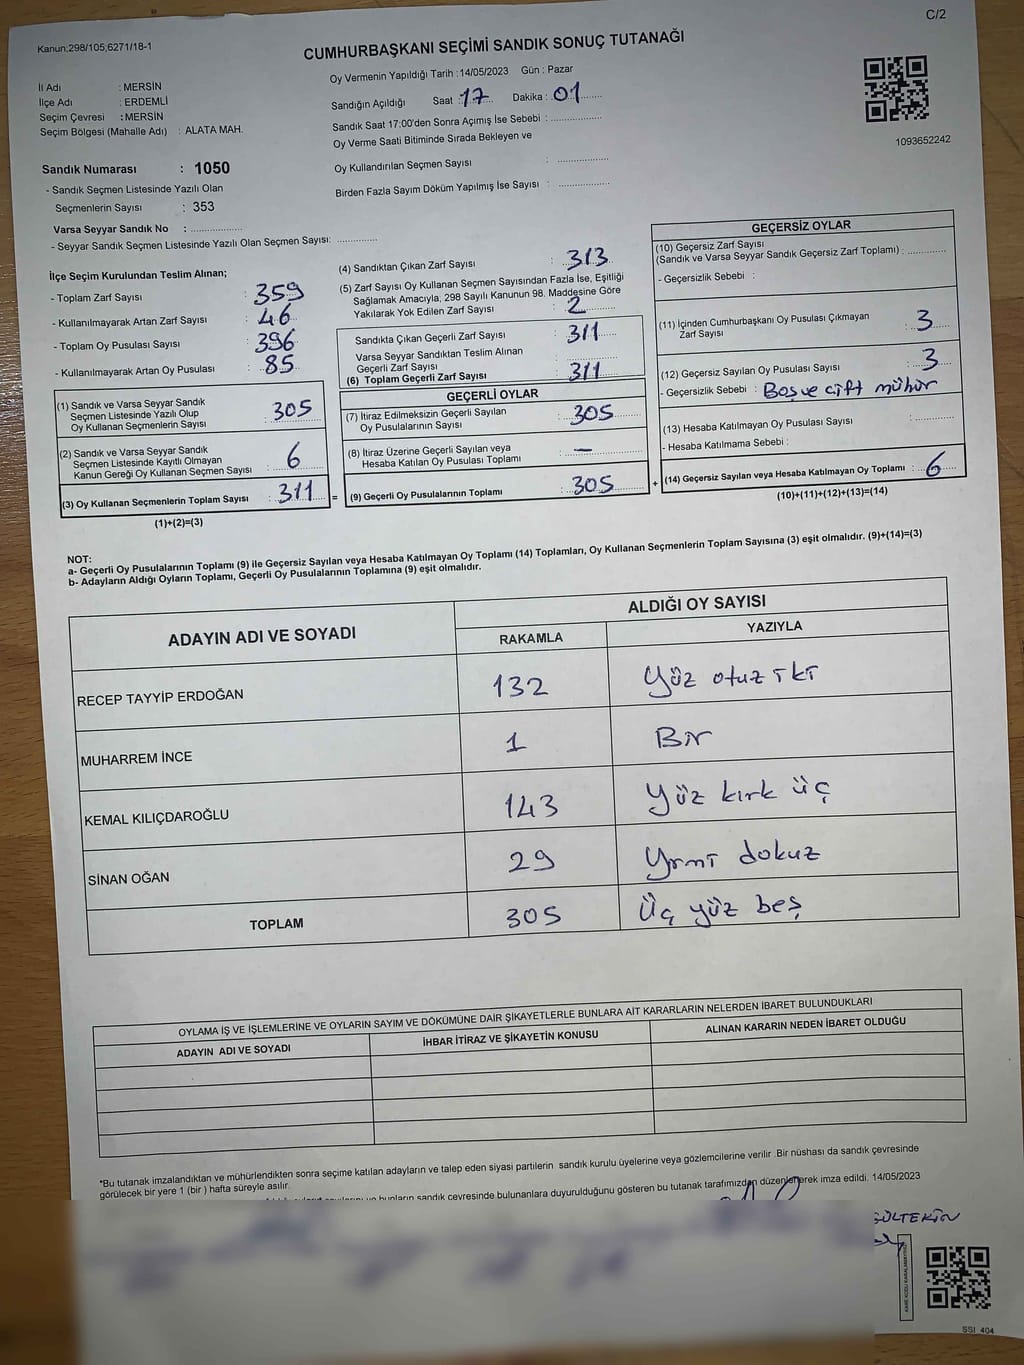 C/2
Kanun;298/105;6271/18-1
CUMHURBAŞKANI SEÇİMİ SANDIK SONUÇ TUTANAĞI
İl Adı : MERSİN
İlçe Adı : ERDEMLİ
Seçim Çevresi : MERSİN
Seçim Bölgesi (Mahalle Adı) : ALATA MAH.
Oy Vermenin Yapıldığı Tarih : 14/05/2023 Gün : Pazar
Sandığın Açıldığı Saat : 17 Dakika : 01
Sandık Saat 17:00'den Sonra Açımış İse Sebebi :
Oy Verme Saati Bitiminde Sırada Bekleyen ve
Oy Kullandırılan Seçmen Sayısı :
Birden Fazla Sayım Döküm Yapılmış İse Sayısı :
1093652242
Sandık Numarası : 1050
- Sandık Seçmen Listesinde Yazılı Olan
Seçmenlerin Sayısı : 353
Varsa Seyyar Sandık No :
- Seyyar Sandık Seçmen Listesinde Yazılı Olan Seçmen Sayısı:
İlçe Seçim Kurulundan Teslim Alınan;
- Toplam Zarf Sayısı : 359
- Kullanılmayarak Artan Zarf Sayısı : 46
- Toplam Oy Pusulası Sayısı : 396
- Kullanılmayarak Artan Oy Pusulası : 85
(1) Sandık ve Varsa Seyyar Sandık
Seçmen Listesinde Yazılı Olup
Oy Kullanan Seçmenlerin Sayısı : 305
(2) Sandık ve Varsa Seyyar Sandık
Seçmen Listesinde Kayıtlı Olmayan
Kanun Gereği Oy Kullanan Seçmen Sayısı : 6
(3) Oy Kullanan Seçmenlerin Toplam Sayısı : 311 =
(1)+(2)=(3)
(4) Sandıktan Çıkan Zarf Sayısı : 313
(5) Zarf Sayısı Oy Kullanan Seçmen Sayısından Fazla İse, Eşitliği
Sağlamak Amacıyla, 298 Sayılı Kanunun 98. Maddesine Göre
Yakılarak Yok Edilen Zarf Sayısı : 2
Sandıkta Çıkan Geçerli Zarf Sayısı : 311
Varsa Seyyar Sandıktan Teslim Alınan
Geçerli Zarf Sayısı :
(6) Toplam Geçerli Zarf Sayısı : 311
GEÇERLİ OYLAR
(7) İtiraz Edilmeksizin Geçerli Sayılan
Oy Pusulalarının Sayısı : 305
(8) İtiraz Üzerine Geçerli Sayılan veya
Hesaba Katılan Oy Pusulası Toplamı : —
(9) Geçerli Oy Pusulalarının Toplamı : 305 +
GEÇERSİZ OYLAR
(10) Geçersiz Zarf Sayısı
(Sandık ve Varsa Seyyar Sandık Geçersiz Zarf Toplamı) :
- Geçersizlik Sebebi :
(11) İçinden Cumhurbaşkanı Oy Pusulası Çıkmayan
Zarf Sayısı : 3
(12) Geçersiz Sayılan Oy Pusulası Sayısı : 3
- Geçersizlik Sebebi : Boş ve çift mühür
(13) Hesaba Katılmayan Oy Pusulası Sayısı :
- Hesaba Katılmama Sebebi :
(14) Geçersiz Sayılan veya Hesaba Katılmayan Oy Toplamı : 6
(10)+(11)+(12)+(13)=(14)
NOT:
a- Geçerli Oy Pusulalarının Toplamı (9) ile Geçersiz Sayılan veya Hesaba Katılmayan Oy Toplamı (14) Toplamları, Oy Kullanan Seçmenlerin Toplam Sayısına (3) eşit olmalıdır. (9)+(14)=(3)
b- Adayların Aldığı Oyların Toplamı, Geçerli Oy Pusulalarının Toplamına (9) eşit olmalıdır.
ADAYIN ADI VE SOYADI ALDIĞI OY SAYISI
RAKAMLA YAZIYLA
RECEP TAYYİP ERDOĞAN 132 Yüz otuz iki
MUHARREM İNCE 1 Bir
KEMAL KILIÇDAROĞLU 143 Yüz kırk üç
SİNAN OĞAN 29 Yrmi dokuz
TOPLAM 305 Üç yüz beş
OYLAMA İŞ VE İŞLEMLERİNE VE OYLARIN SAYIM VE DÖKÜMÜNE DAİR ŞİKAYETLERLE BUNLARA AİT KARARLARIN NELERDEN İBARET BULUNDUKLARI
ADAYIN ADI VE SOYADI İHBAR İTİRAZ VE ŞİKAYETİN KONUSU ALINAN KARARIN NEDEN İBARET OLDUĞU
*Bu tutanak imzalandıktan ve mühürlendikten sonra seçime katılan adayların ve talep eden siyasi partilerin sandık kurulu üyelerine veya gözlemcilerine verilir .Bir nüshası da sandık çevresinde
görülecek bir yere 1 (bir ) hafta süreyle asılır.
bunların sandık çevresinde bulunanlara duyurulduğunu gösteren bu tutanak tarafımızdan düzenlenerek imza edildi. 14/05/2023
GÜLTEKİN
SSI 404